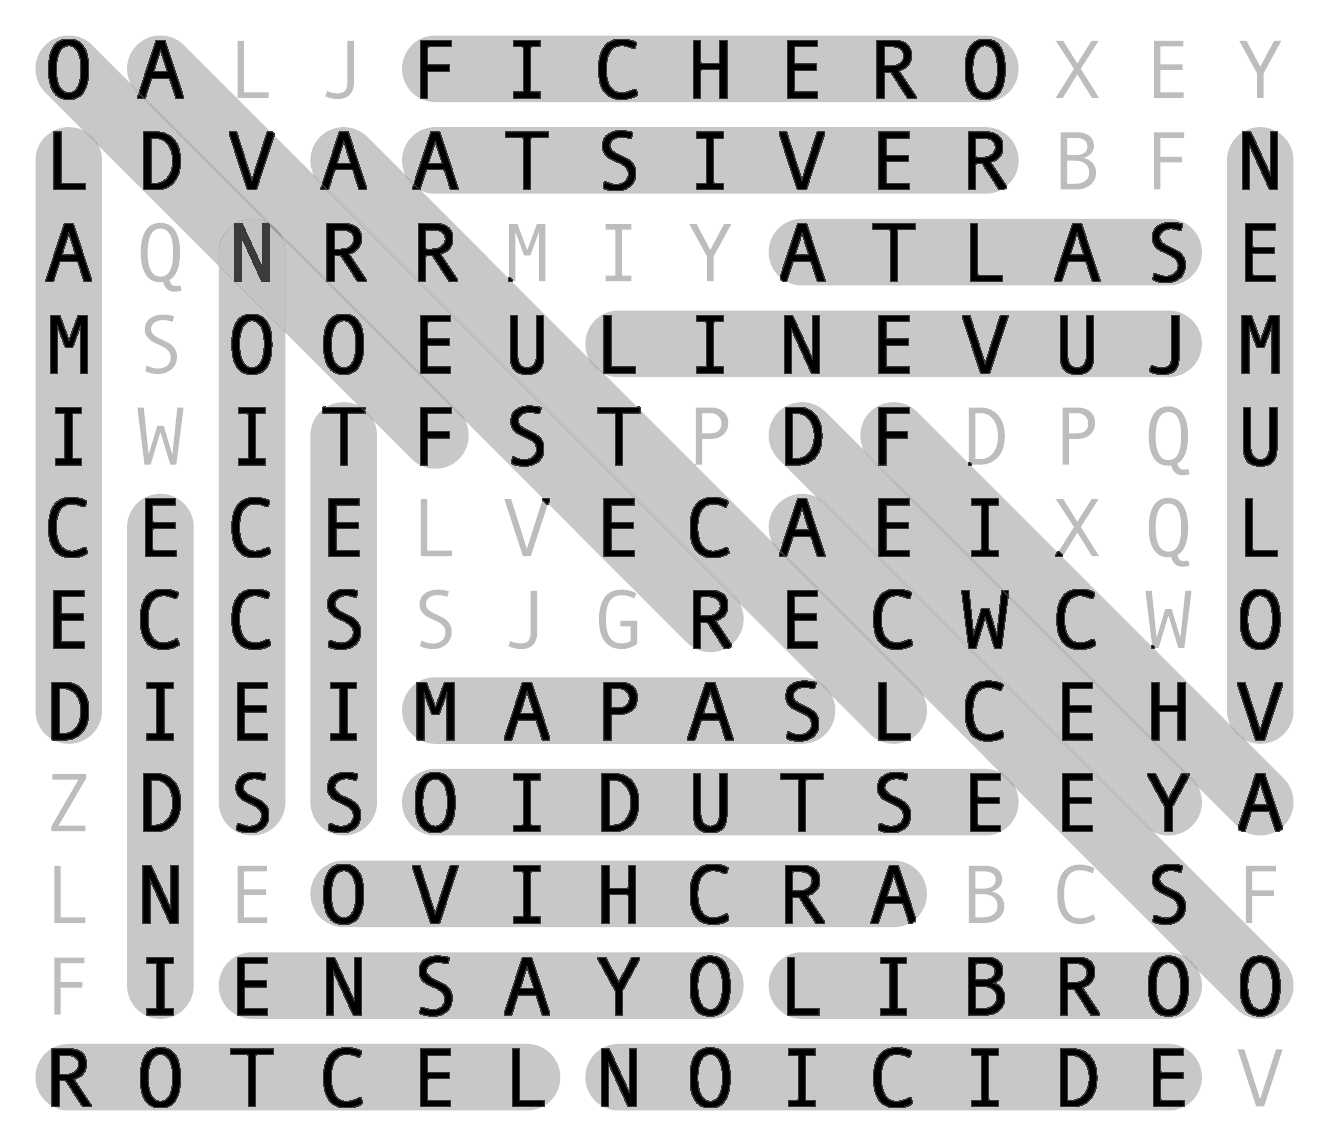 O A L J F I C H E R O X E Y
L D V A A T S I V E R B F N
A Q N R R M I Y A T L A S E
M S O O E U L I N E V U J M
I W I T F S T P D F D P Q U
C E C E L V E C A E I X Q L
E C C S S J G R E C W C W O
D I E I M A P A S L C E H V
Z D S S O I D U T S E E Y A
L N E O V I H C R A B C S F
F I E N S A Y O L I B R O O
R O T C E L N O I C I D E V